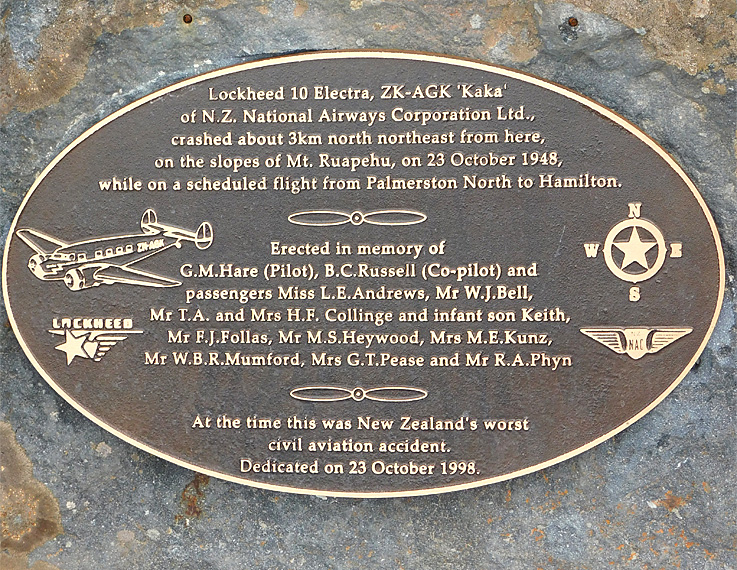 Lockheed 10 Electra, ZK-AGK 'Kaka'
of N.Z. National Airways Corporation Ltd.,
crashed about 3km north northeast from here,
on the slopes of Mt. Ruapehu, on 23 October 1948,
while on a scheduled flight from Palmerston North to Hamilton.
ZK-AGK
N
W E
S
Erected in memory of
G.M.Hare (Pilot), B.C.Russell (Co-pilot) and
passengers Miss L.E.Andrews, Mr W.J.Bell,
Mr T.A. and Mrs H.F. Collinge and infant son Keith,
Mr F.J.Follas, Mr M.S.Heywood, Mrs M.E.Kunz,
Mr W.B.R.Mumford, Mrs G.T.Pease and Mr R.A.Phyn
LOCKHEED
NAC
At the time this was New Zealand's worst
civil aviation accident.
Dedicated on 23 October 1998.